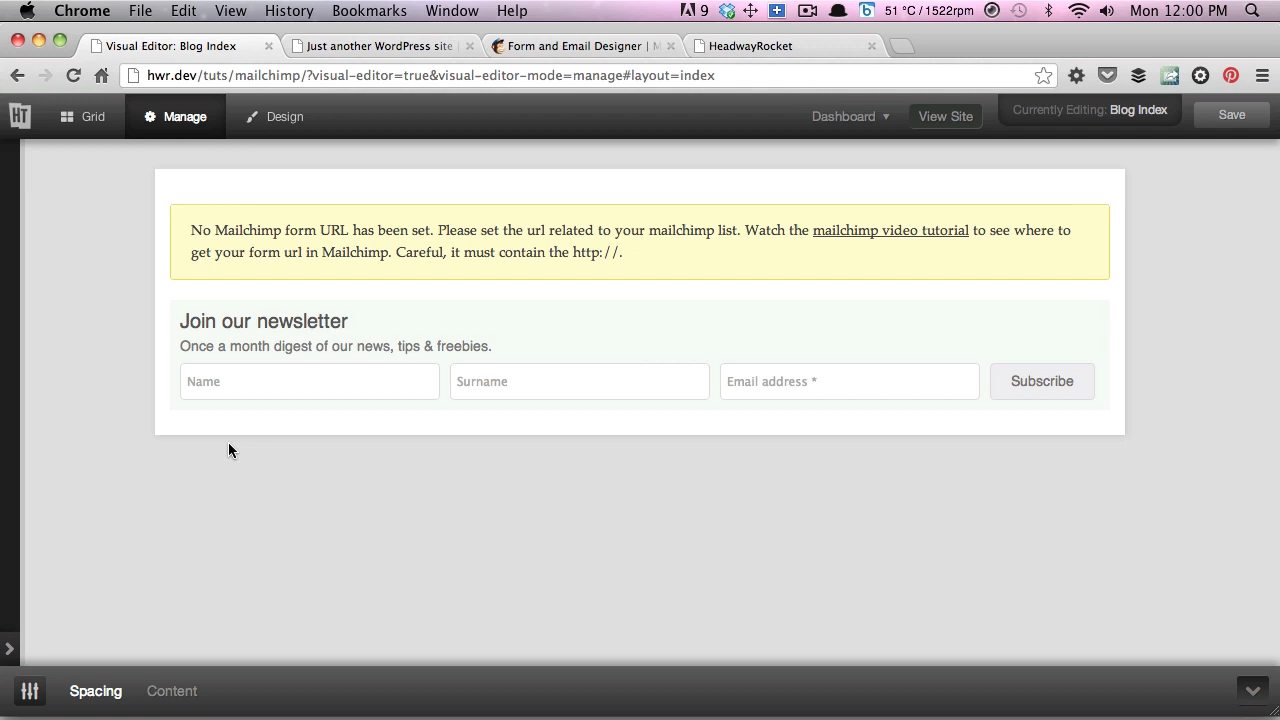 Chrome File Edit View History Bookmarks Window Help
9 51 °C / 1522rpm Mon 12:00 PM
Visual Editor: Blog Index
Just another WordPress site
Form and Email Designer | M
HeadwayRocket
hwr.dev/tuts/mailchimp/?visual-editor=true&visual-editor-mode=manage#layout=index
HT Grid Manage Design Dashboard View Site Currently Editing: Blog Index Save
No Mailchimp form URL has been set. Please set the url related to your mailchimp list. Watch the mailchimp video tutorial to see where to
get your form url in Mailchimp. Careful, it must contain the http://.
Join our newsletter
Once a month digest of our news, tips & freebies.
Name Surname Email address * Subscribe
Spacing Content